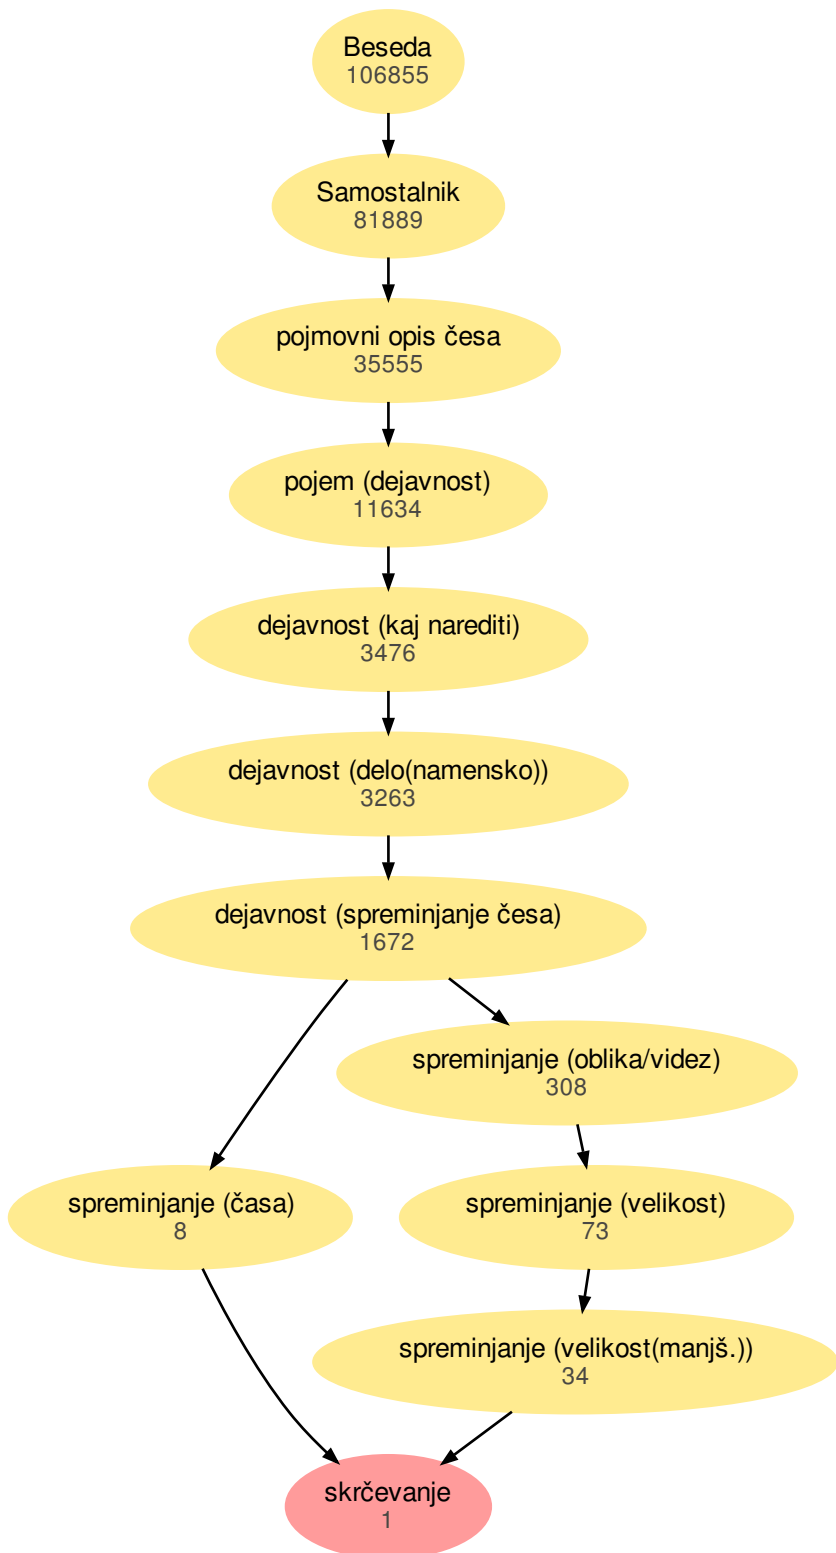 Beseda
106855
Samostalnik
81889
pojmovni opis česa
35555
pojem (dejavnost)
11634
dejavnost (kaj narediti)
3476
dejavnost (delo(namensko))
3263
dejavnost (spreminjanje česa)
1672
spreminjanje (oblika/videz)
308
spreminjanje (časa)
8
spreminjanje (velikost)
73
spreminjanje (velikost(manjš.))
34
skrčevanje
1